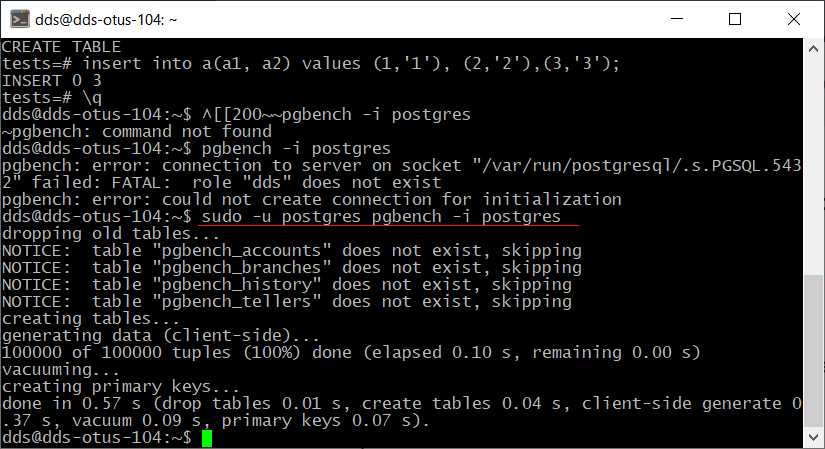 dds@dds-otus-104: ~
CREATE TABLE
tests=# insert into a(a1, a2) values (1,'1'), (2,'2'),(3,'3');
INSERT 0 3
tests=# \q
dds@dds-otus-104:~$ ^[[200~~pgbench -i postgres
~pgbench: command not found
dds@dds-otus-104:~$ pgbench -i postgres
pgbench: error: connection to server on socket "/var/run/postgresql/.s.PGSQL.543
2" failed: FATAL:  role "dds" does not exist
pgbench: error: could not create connection for initialization
dds@dds-otus-104:~$ sudo -u postgres pgbench -i postgres
dropping old tables...
NOTICE:  table "pgbench_accounts" does not exist, skipping
NOTICE:  table "pgbench_branches" does not exist, skipping
NOTICE:  table "pgbench_history" does not exist, skipping
NOTICE:  table "pgbench_tellers" does not exist, skipping
creating tables...
generating data (client-side)...
100000 of 100000 tuples (100%) done (elapsed 0.10 s, remaining 0.00 s)
vacuuming...
creating primary keys...
done in 0.57 s (drop tables 0.01 s, create tables 0.04 s, client-side generate 0
.37 s, vacuum 0.09 s, primary keys 0.07 s).
dds@dds-otus-104:~$